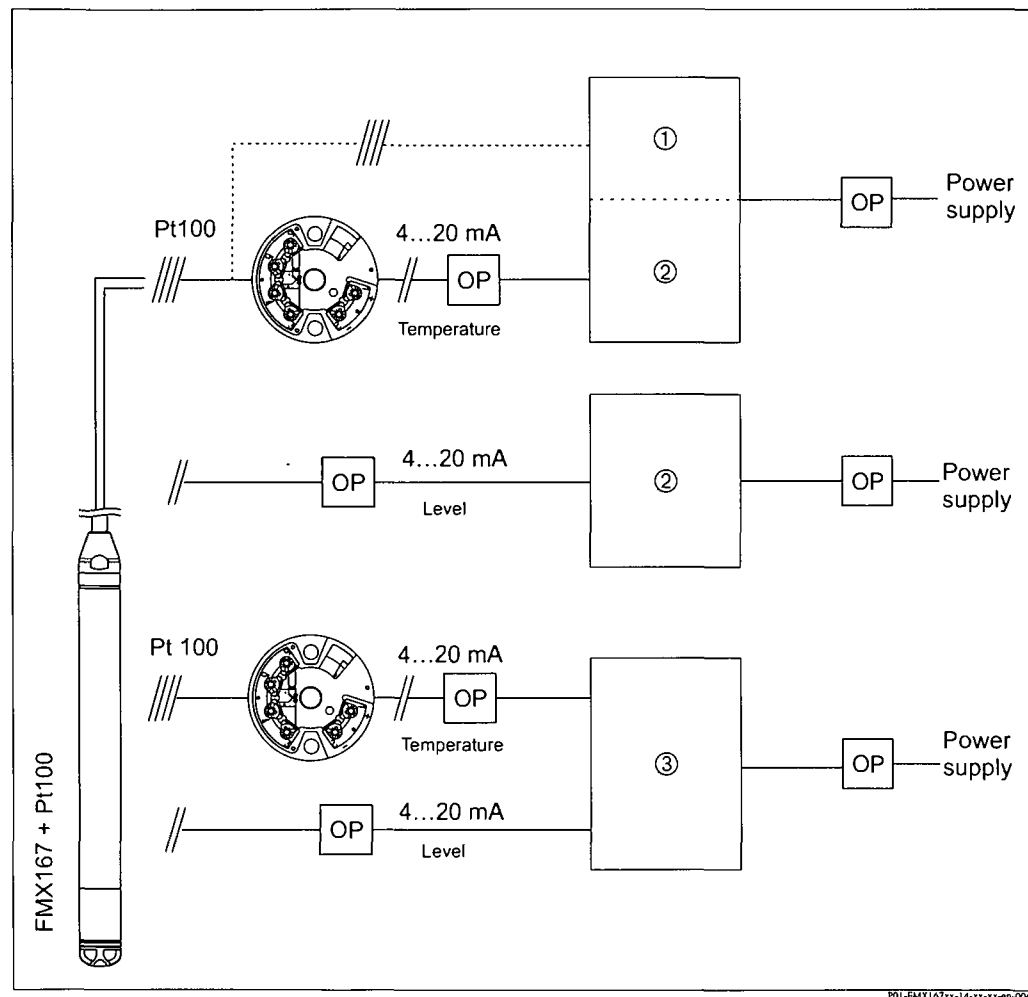 ①
Pt100
4...20 mA
OP
Temperature
②
OP
Power
supply
OP
4...20 mA
Level
②
OP
Power
supply
Pt 100
4...20 mA
OP
Temperature
③
OP
Power
supply
OP
4...20 mA
Level
FMX167 + Pt100